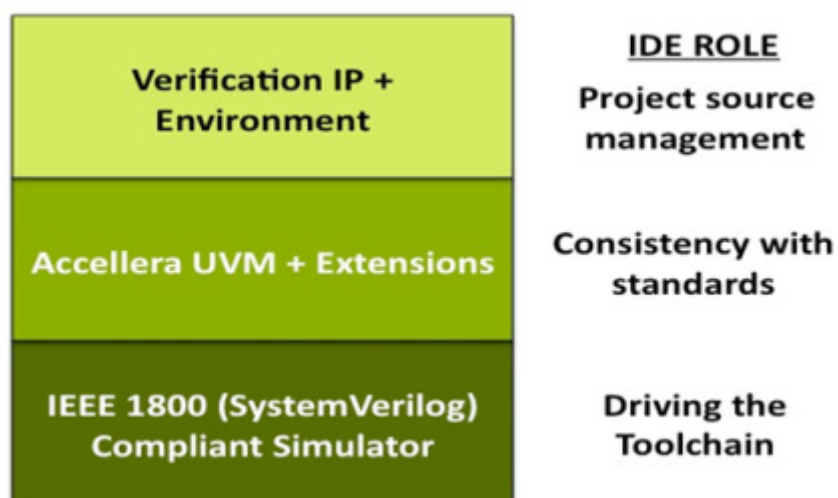 IDE ROLE
Verification IP +
Environment
Project source
management
Accellera UVM + Extensions
Consistency with
standards
IEEE 1800 (SystemVerilog)
Compliant Simulator
Driving the
Toolchain